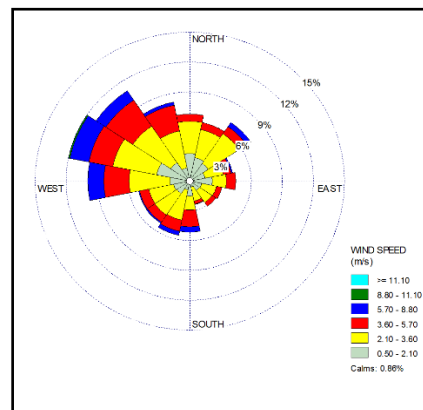 NORTH
15%
12%
9%
6%
3%
WEST
EAST
SOUTH
WIND SPEED
(m/s)
>= 11.10
8.80 - 11.10
5.70 - 8.80
3.60 - 5.70
2.10 - 3.60
0.50 - 2.10
Calms: 0.86%